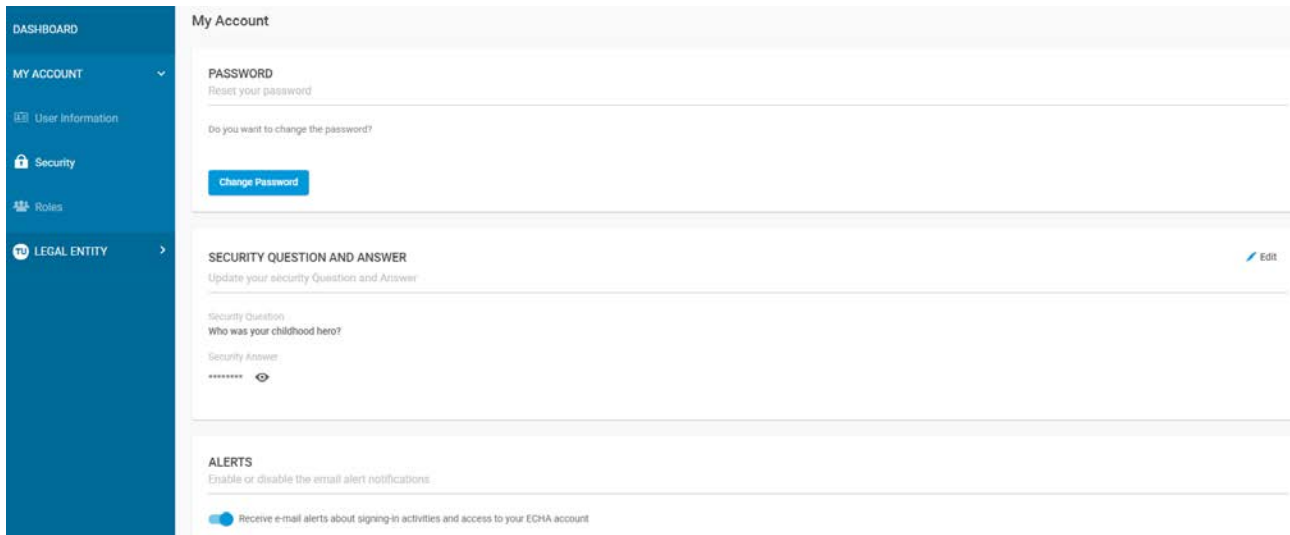 DASHBOARD
MY ACCOUNT
User Information
Security
Roles
TU LEGAL ENTITY
My Account
PASSWORD
Reset your password
Do you want to change the password?
Change Password
SECURITY QUESTION AND ANSWER
Edit
Update your security Question and Answer
Security Question
Who was your childhood hero?
Security Answer
********
ALERTS
Enable or disable the email alert notifications
Receive e-mail alerts about signing-in activities and access to your ECHA account